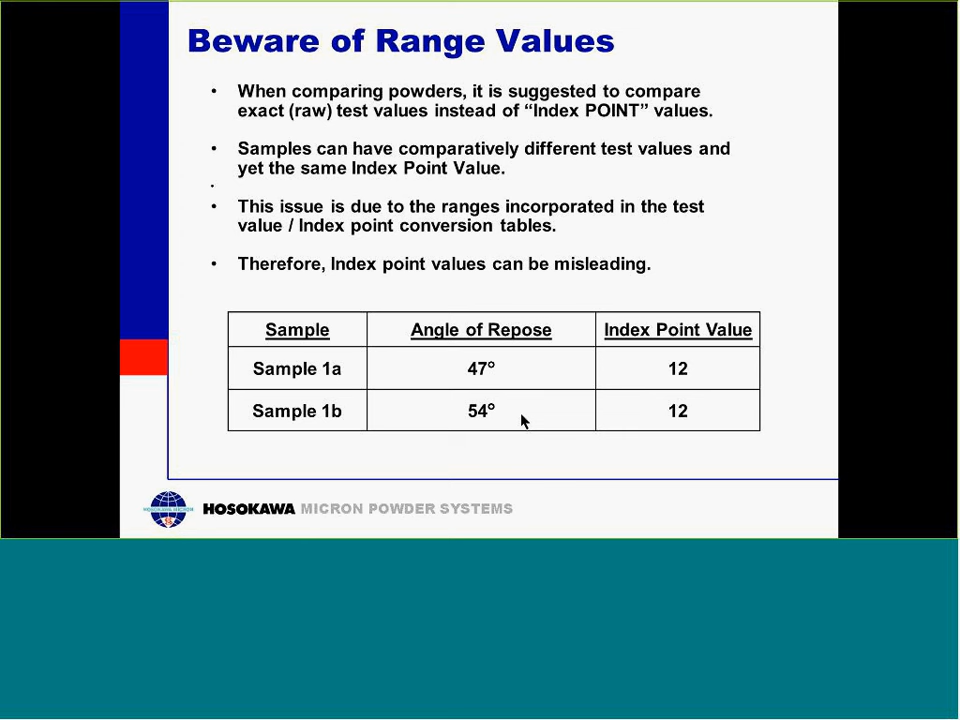 Beware of Range Values
• When comparing powders, it is suggested to compare
exact (raw) test values instead of “Index POINT” values.
• Samples can have comparatively different test values and
yet the same Index Point Value.
•
• This issue is due to the ranges incorporated in the test
value / Index point conversion tables.
• Therefore, Index point values can be misleading.
Sample Angle of Repose Index Point Value
Sample 1a 47° 12
Sample 1b 54° 12
HOSOKAWA MICRON POWDER SYSTEMS